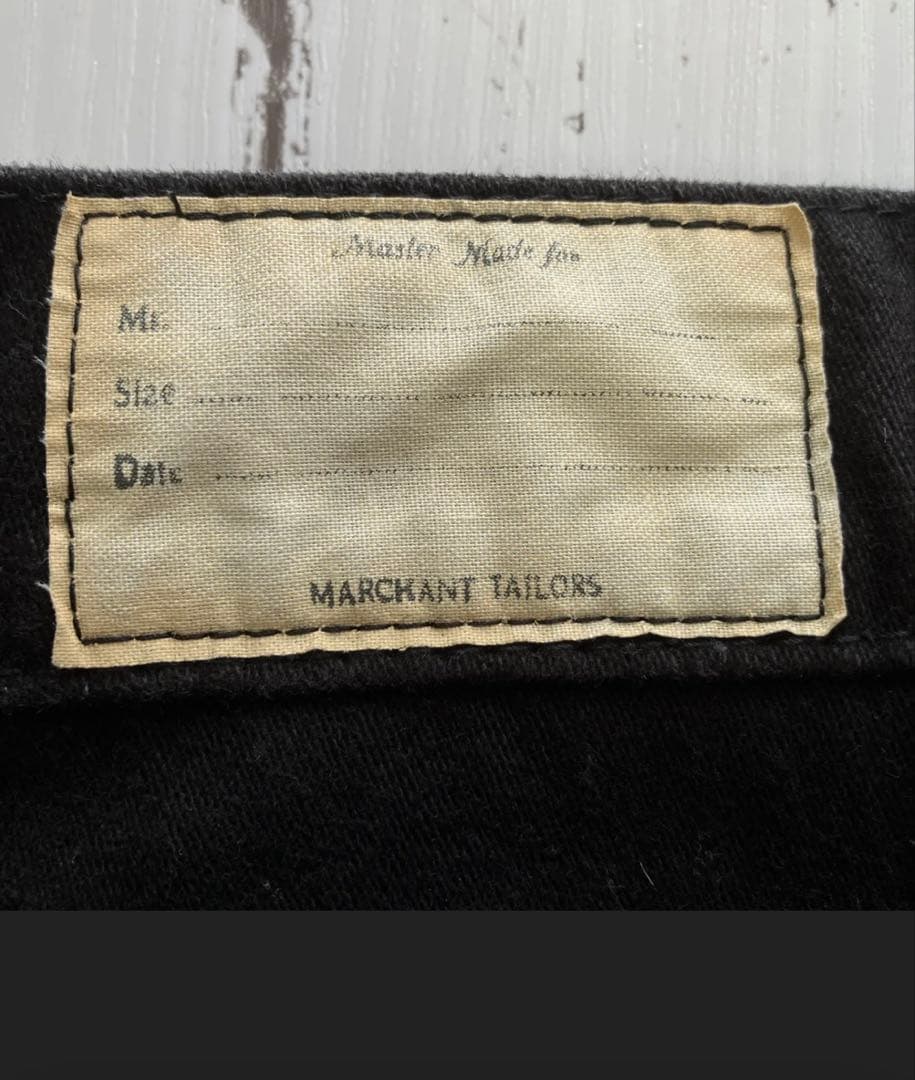 Master Made for
Mr. ....................
Size ....................
Date ....................
MARCHANT TAILORS